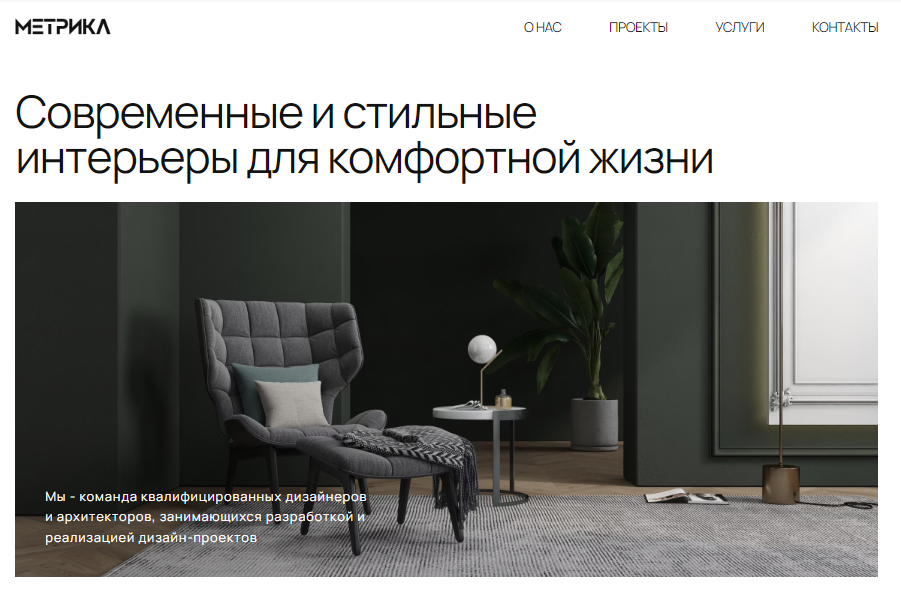 МЕТРИКА
О НАС ПРОЕКТЫ УСЛУГИ КОНТАКТЫ
Современные и стильные
интерьеры для комфортной жизни
Мы - команда квалифицированных дизайнеров
и архитекторов, занимающихся разработкой и
реализацией дизайн-проектов